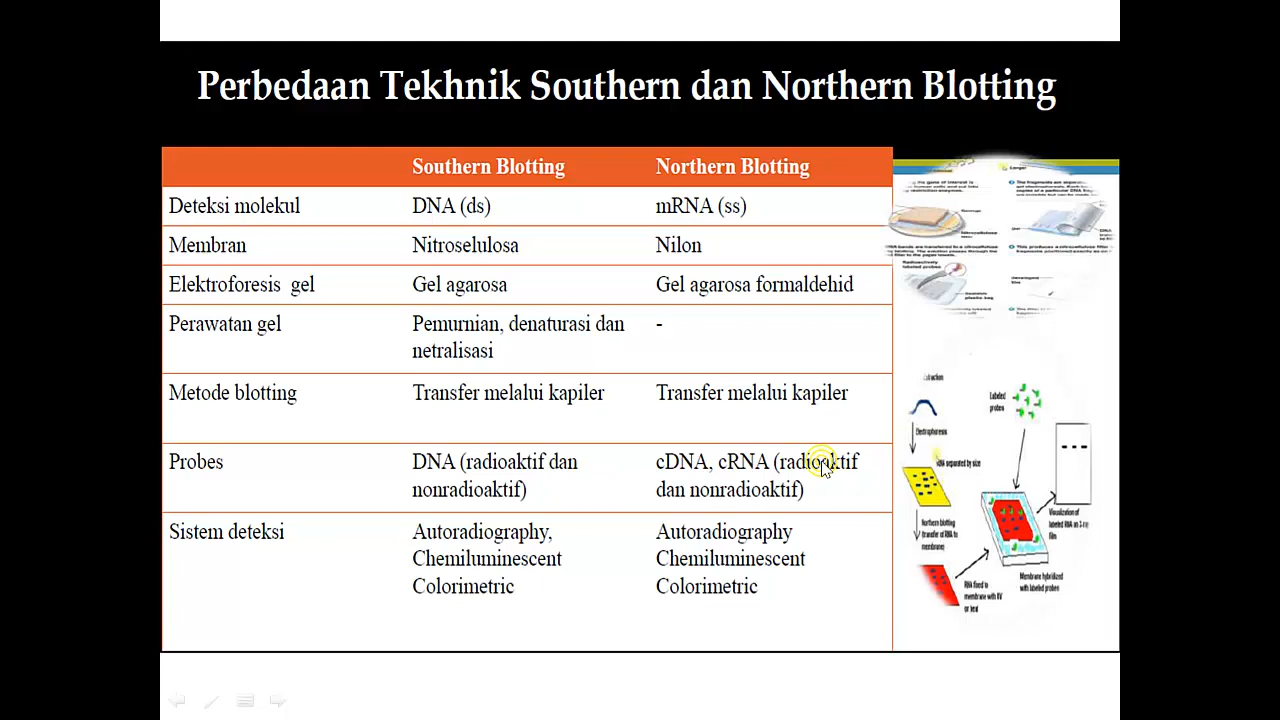 Perbedaan Tekhnik Southern dan Northern Blotting
Southern Blotting Northern Blotting
Deteksi molekul DNA (ds) mRNA (ss)
Membran Nitroselulosa Nilon
Elektroforesis gel Gel agarosa Gel agarosa formaldehid
Perawatan gel Pemurnian, denaturasi dan -
netralisasi
Metode blotting Transfer melalui kapiler Transfer melalui kapiler
Probes DNA (radioaktif dan cDNA, cRNA (radioaktif
nonradioaktif) dan nonradioaktif)
Sistem deteksi Autoradiography, Autoradiography
Chemiluminescent Chemiluminescent
Colorimetric Colorimetric
Labeled
probes
Electrophoresis
RNA separated by size
Northern blotting
(transfer of RNA to
membrane)
Visualization of
labeled RNA on X-ray
film
RNA fixed to
membrane with UV
or heat
Membrane hybridized
with labeled probes